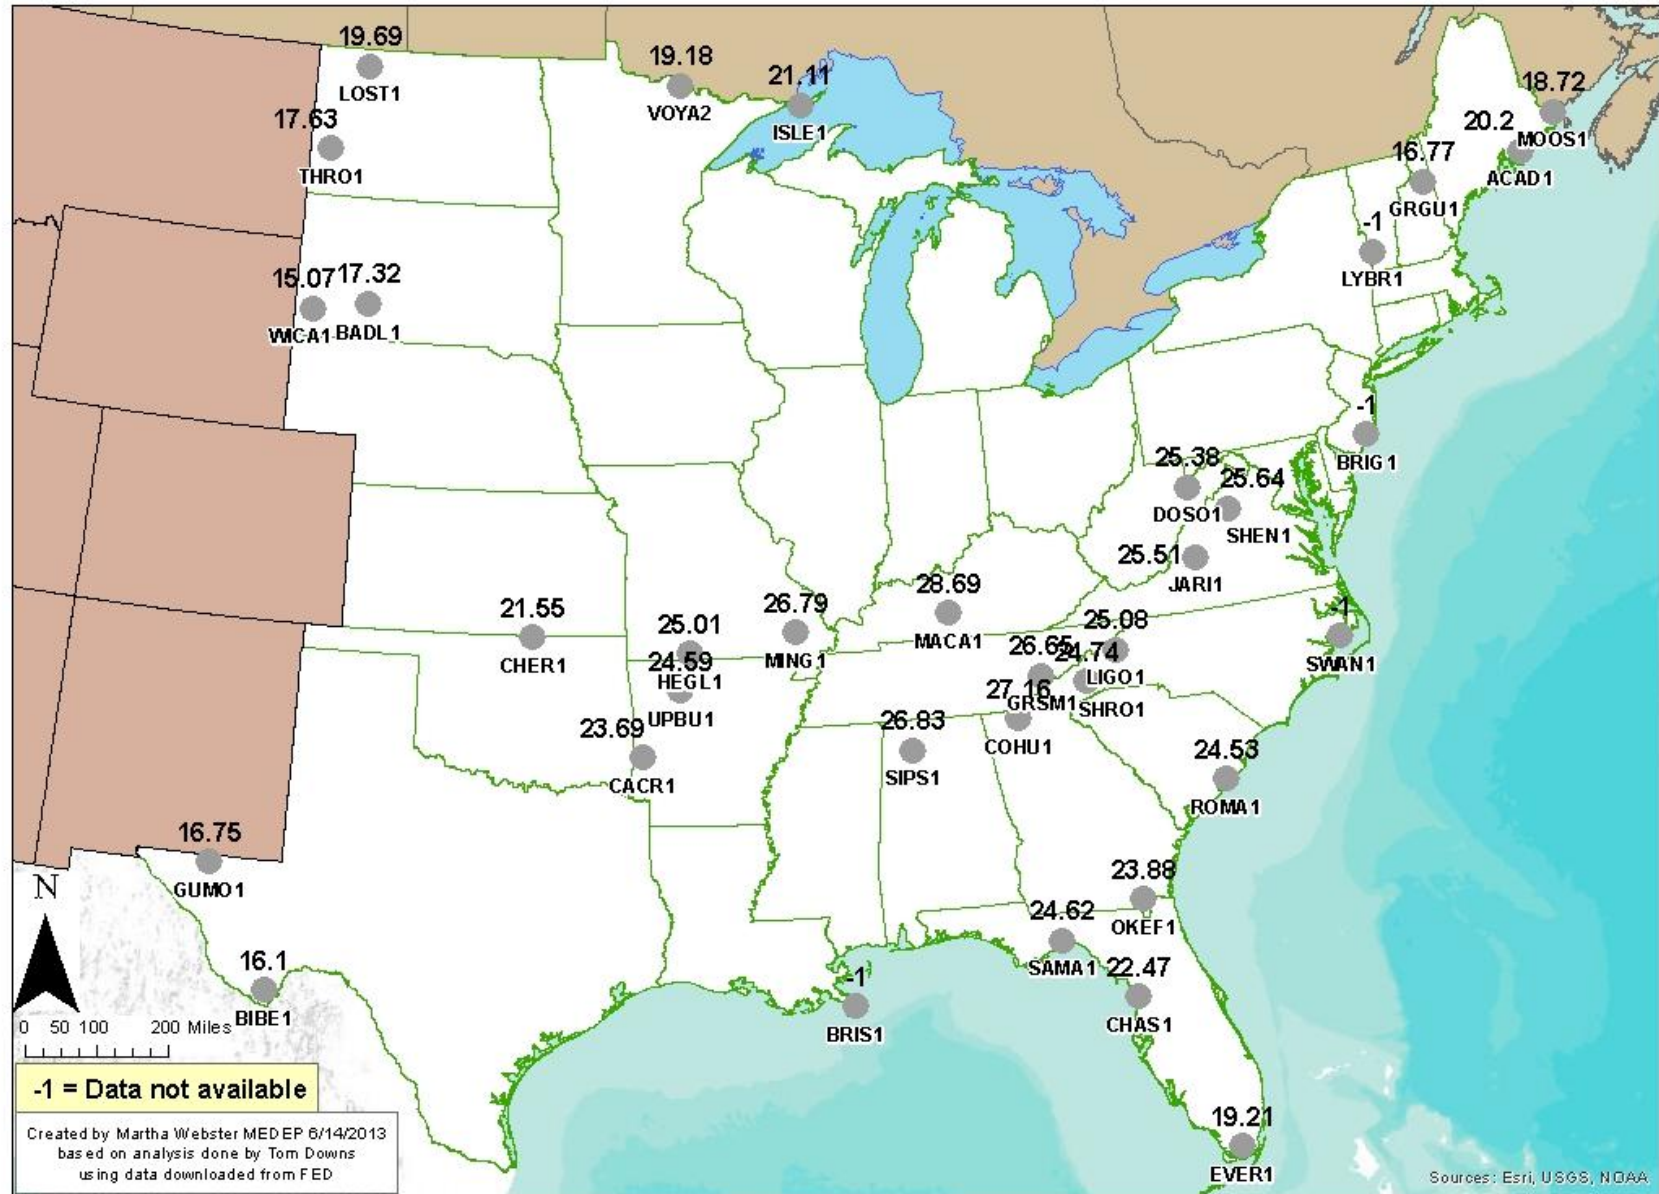 19.69
LOST1
19.18
VOYA2
21.11
ISLE1
18.72
MOOS1
20.2
ACAD1
17.63
THRO1
16.77
GRGU1
-1
LYBR1
15.07
WICA1
17.32
BADL1
-1
BRIG1
25.38
DOSO1
25.64
SHEN1
25.51
JARI1
28.69
MACA1
26.79
MING1
21.55
CHER1
25.01
HEGL1
24.59
UPBU1
25.08
LIGO1
26.65
GRSM1
24.74
SHRO1
-1
SWAN1
27.16
COHU1
26.83
SIPS1
23.69
CACR1
24.53
ROMA1
16.75
GUMO1
23.88
OKEF1
24.62
SAMA1
22.47
CHAS1
16.1
BIBE1
-1
BRIS1
19.21
EVER1
N
0 50 100 200 Miles
-1 = Data not available
Created by Martha Webster MEDEP 6/14/2013
based on analysis done by Tom Downs
using data downloaded from FED
Sources: Esri, USGS, NOAA